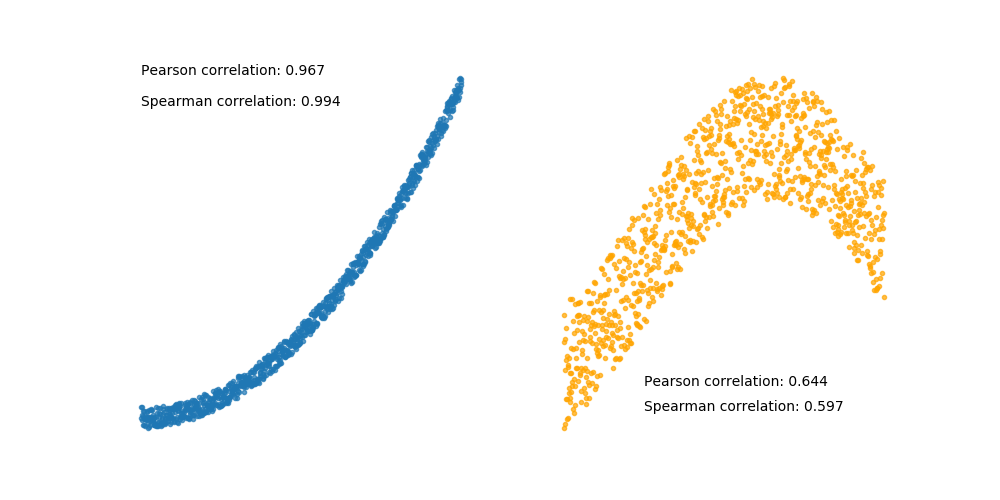 Pearson correlation: 0.967
Spearman correlation: 0.994
Pearson correlation: 0.644
Spearman correlation: 0.597